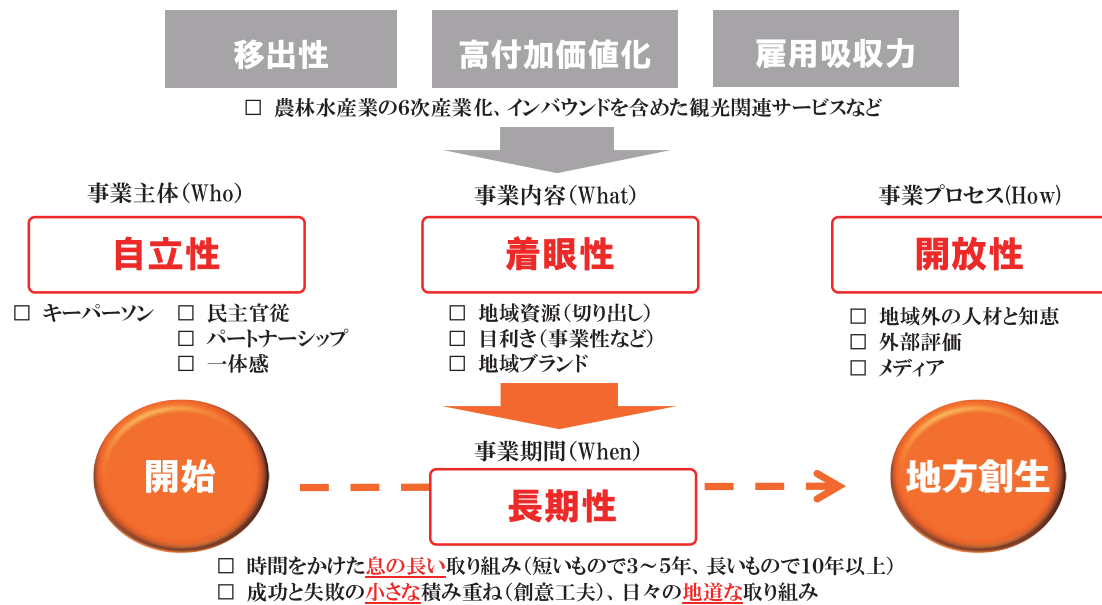 移出性
高付加価値化
雇用吸収力
□ 農林水産業の6次産業化、インバウンドを含めた観光関連サービスなど
事業主体(Who)
自立性
□ キーパーソン
□ 民主官従
□ パートナーシップ
□ 一体感
事業内容(What)
着眼性
□ 地域資源(切り出し)
□ 目利き(事業性など)
□ 地域ブランド
事業プロセス(How)
開放性
□ 地域外の人材と知恵
□ 外部評価
□ メディア
開始
事業期間(When)
長期性
地方創生
□ 時間をかけた息の長い取り組み(短いもので3～5年、長いもので10年以上)
□ 成功と失敗の小さな積み重ね(創意工夫)、日々の地道な取り組み